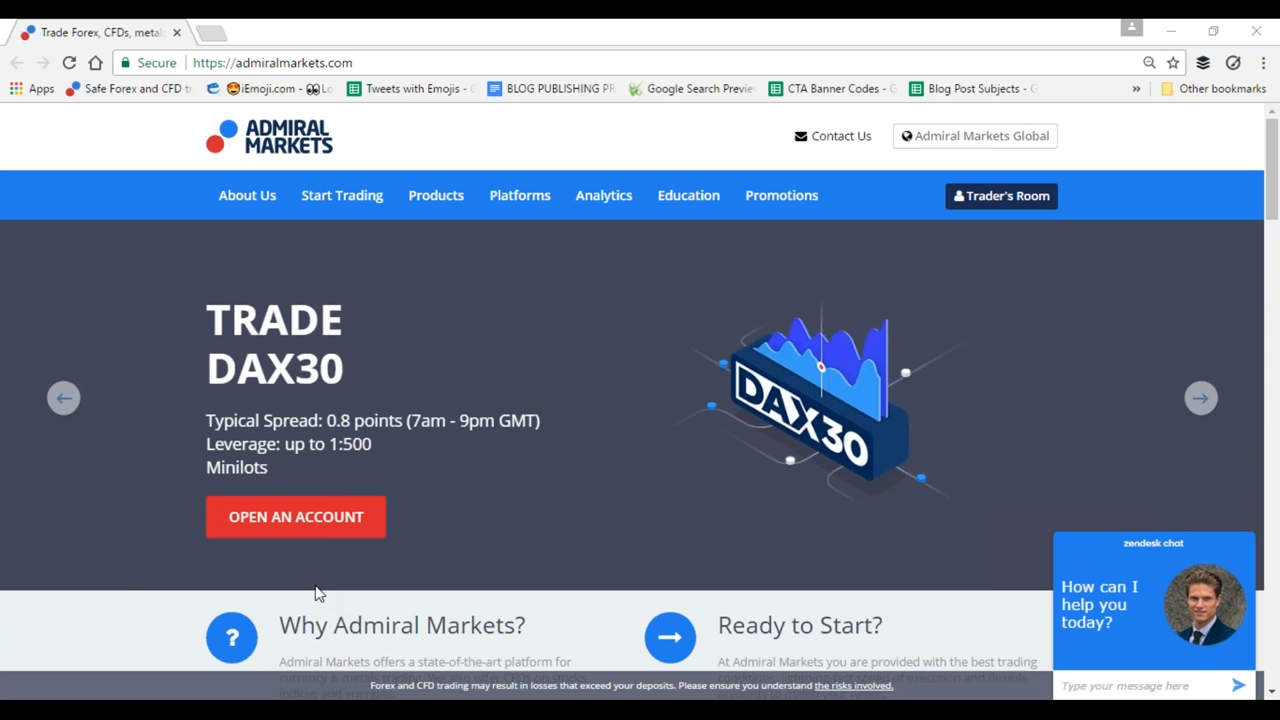 Trade Forex, CFDs, metal
Secure
https://admiralmarkets.com
Apps
Safe Forex and CFD tr
iEmoji.com -
Lo
Tweets with Emojis -
BLOG PUBLISHING PR
Google Search Preview
CTA Banner Codes - G
Blog Post Subjects - G
»
Other bookmarks
ADMIRAL
MARKETS
Contact Us
Admiral Markets Global
About Us
Start Trading
Products
Platforms
Analytics
Education
Promotions
Trader's Room
TRADE
DAX30
Typical Spread: 0.8 points (7am - 9pm GMT)
Leverage: up to 1:500
Minilots
OPEN AN ACCOUNT
DAX30
zendesk chat
How can I
help you
today?
Type your message here
?
Why Admiral Markets?
Admiral Markets offers a state-of-the-art platform for
Ready to Start?
At Admiral Markets you are provided with the best trading
Forex and CFD trading may result in losses that exceed your deposits. Please ensure you understand the risks involved.